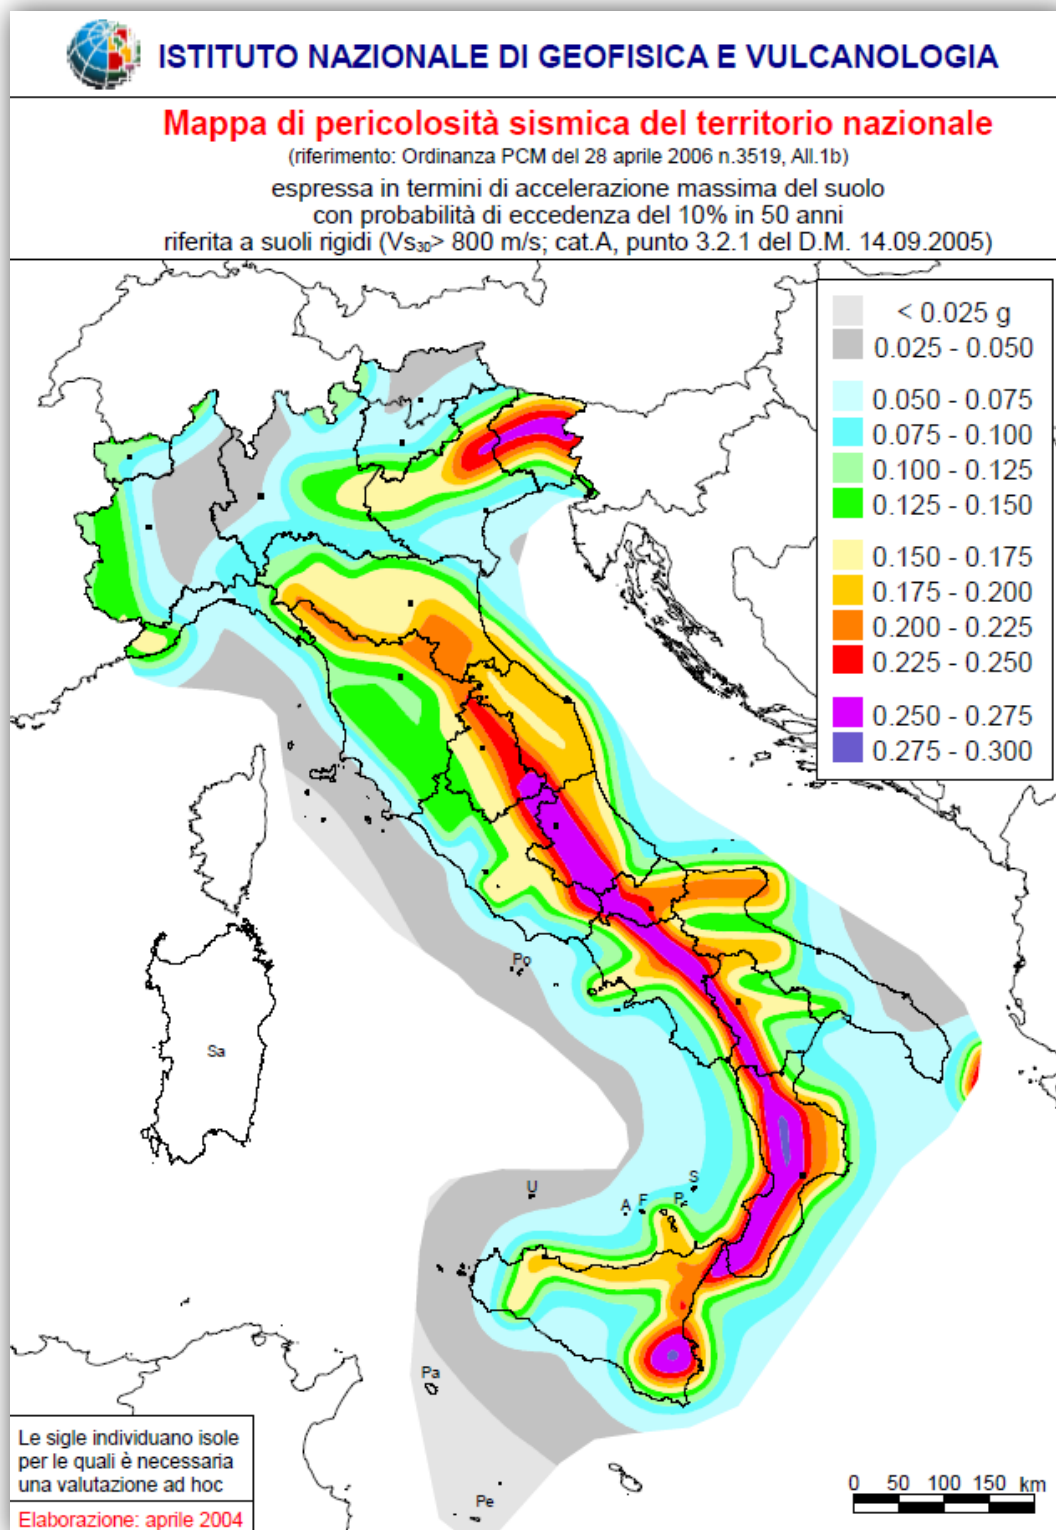 ISTITUTO NAZIONALE DI GEOFISICA E VULCANOLOGIA
Mappa di pericolosità sismica del territorio nazionale
(riferimento: Ordinanza PCM del 28 aprile 2006 n.3519, All.1b)
espressa in termini di accelerazione massima del suolo
con probabilità di eccedenza del 10% in 50 anni
riferita a suoli rigidi (Vs30> 800 m/s; cat.A, punto 3.2.1 del D.M. 14.09.2005)
< 0.025 g
0.025 - 0.050
0.050 - 0.075
0.075 - 0.100
0.100 - 0.125
0.125 - 0.150
0.150 - 0.175
0.175 - 0.200
0.200 - 0.225
0.225 - 0.250
0.250 - 0.275
0.275 - 0.300
Po
Sa
S
U
A F P
Pa
Pe
Le sigle individuano isole
per le quali è necessaria
una valutazione ad hoc
Elaborazione: aprile 2004
0 50 100 150 km